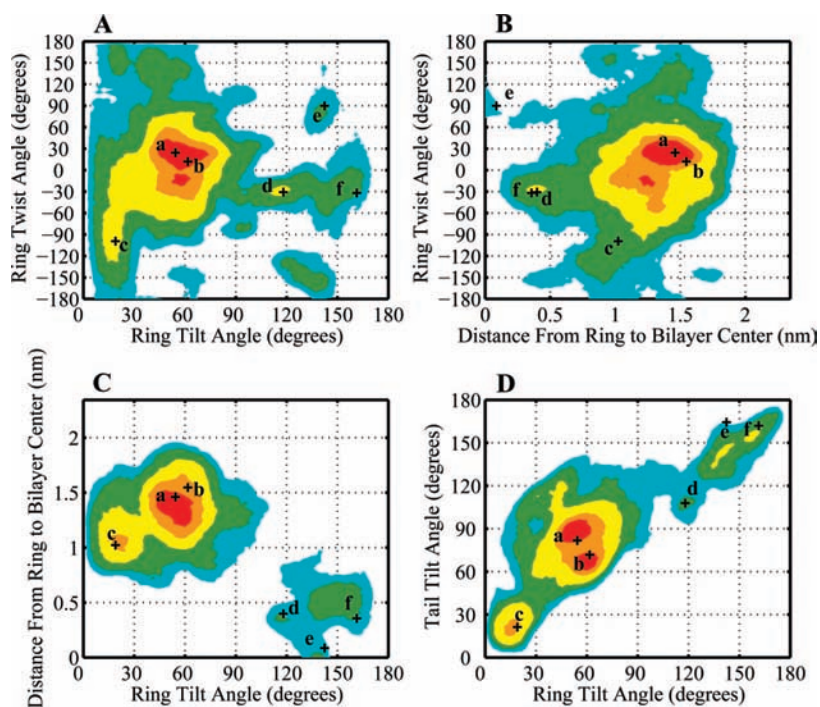 A
B
Ring Twist Angle (degrees)
180
150
120
90
60
30
0
−30
−60
−90
−120
−150
−180
a
b
c
d
e
f
0 30 60 90 120 150 180
Ring Tilt Angle (degrees)
Ring Twist Angle (degrees)
180
150
120
90
60
30
0
−30
−60
−90
−120
−150
−180
e
a
b
f
d
c
0 0.5 1 1.5 2
Distance From Ring to Bilayer Center (nm)
C
D
Distance From Ring to Bilayer Center (nm)
2
1.5
1
0.5
0
a
b
c
d
f
e
0 30 60 90 120 150 180
Ring Tilt Angle (degrees)
Tail Tilt Angle (degrees)
180
150
120
90
60
30
0
e
f
d
a
b
c
0 30 60 90 120 150 180
Ring Tilt Angle (degrees)